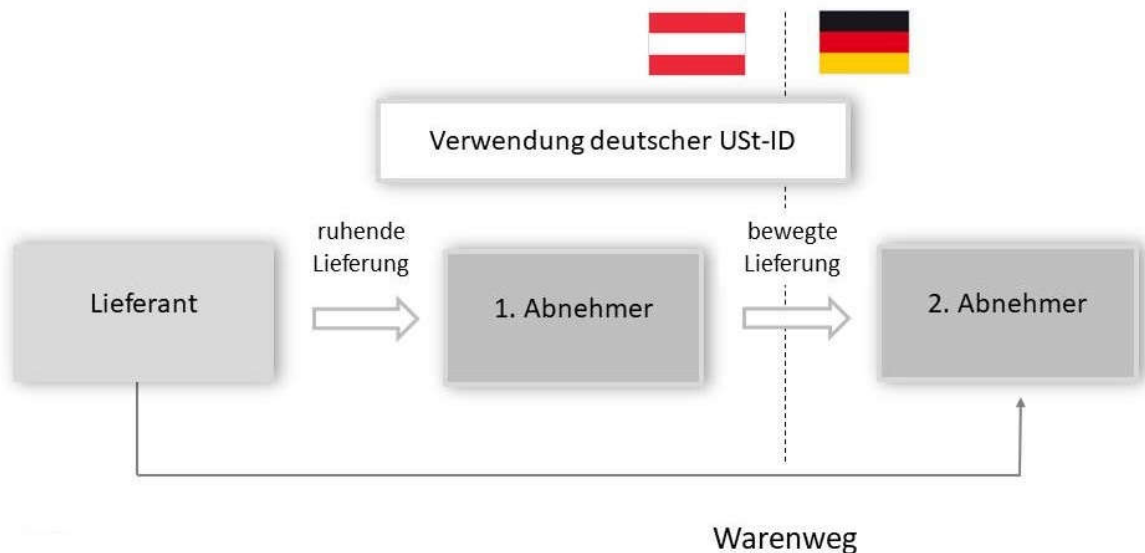 Verwendung deutscher USt-ID
ruhende
Lieferung
bewegte
Lieferung
Lieferant
1. Abnehmer
2. Abnehmer
Warenweg